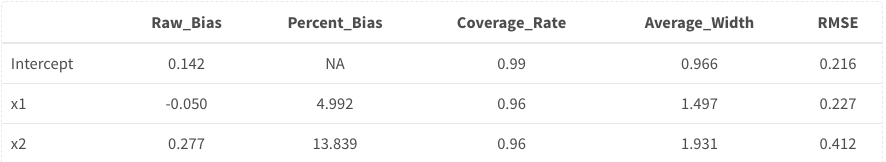 Raw_Bias Percent_Bias Coverage_Rate Average_Width RMSE
Intercept 0.142 NA 0.99 0.966 0.216
x1 -0.050 4.992 0.96 1.497 0.227
x2 0.277 13.839 0.96 1.931 0.412